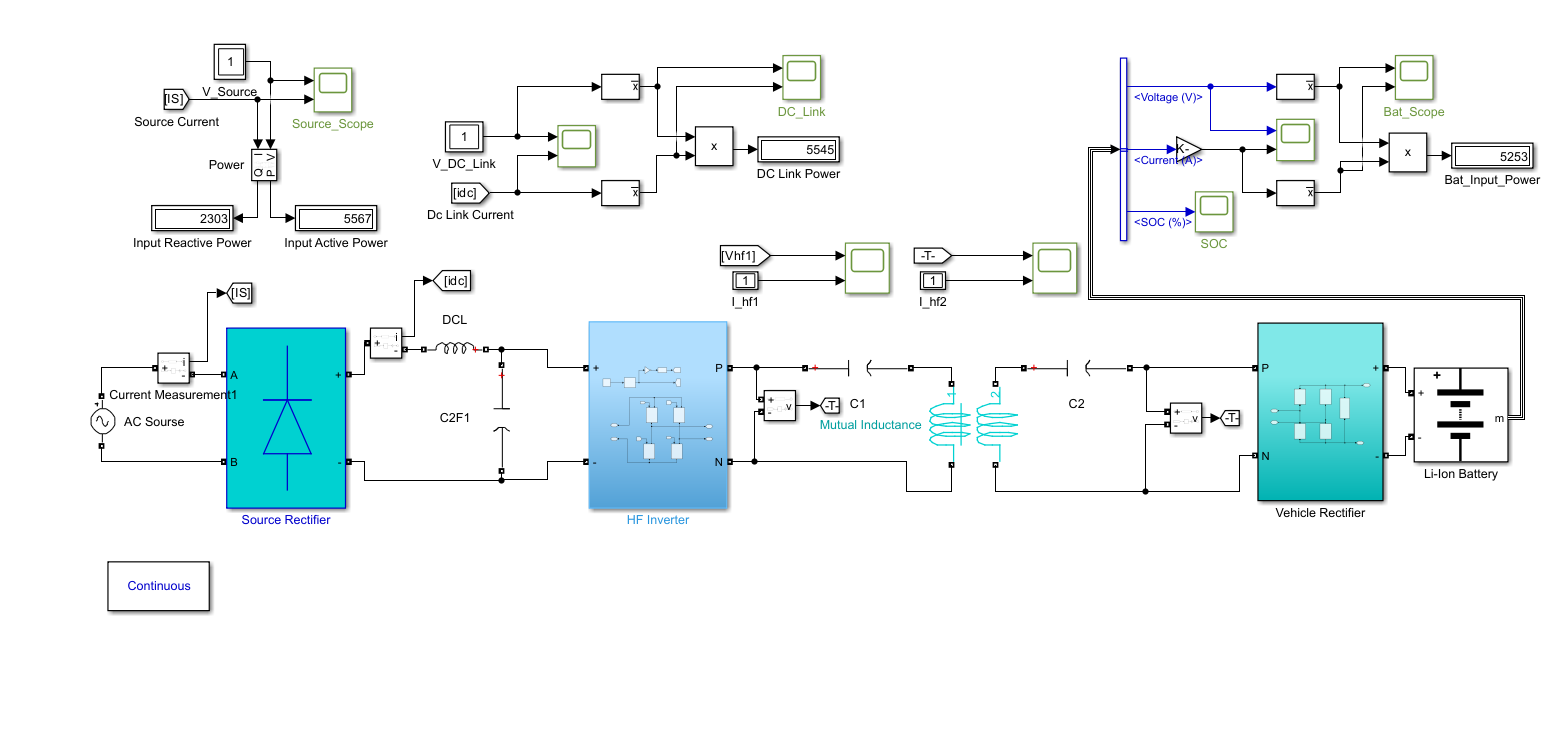 1
V_Source
[IS]
Source Current
Source_Scope
Power
Q I
P V
2303
Input Reactive Power
5567
Input Active Power
1
V_DC_Link
[idc]
Dc Link Current
x
x
DC_Link
x
5545
DC Link Power
<Voltage (V)>
<Current (A)>
K-
<SOC (%)>
SOC
x
x
Bat_Scope
x
5253
Bat_Input_Power
[Vhf1]
1
I_hf1
-T-
1
I_hf2
[IS]
[idc]
DCL
i
+
-
Current Measurement1
AC Sourse
A
B
+
-
Source Rectifier
i
+
-
C2F1
+
-
P
N
HF Inverter
+
-
v
-T-
C1
Mutual Inductance
1
2
C2
+
-
v
-T-
P
N
+
-
Vehicle Rectifier
+
+
-
m
Li-Ion Battery
Continuous